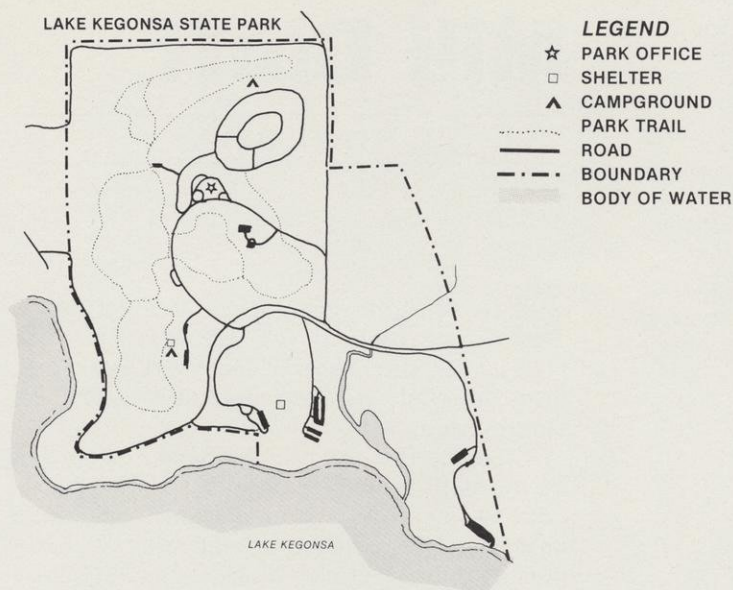 LAKE KEGONSA STATE PARK
LEGEND
PARK OFFICE
SHELTER
CAMPGROUND
PARK TRAIL
ROAD
BOUNDARY
BODY OF WATER
LAKE KEGONSA